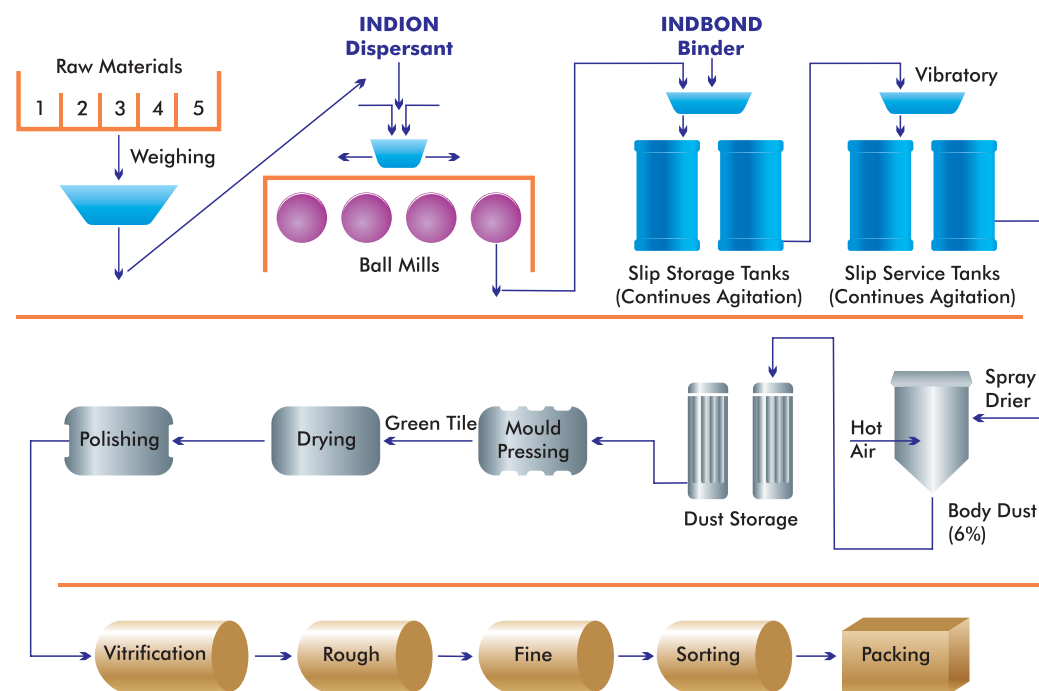 Raw Materials
1 2 3 4 5
Weighing
INDION
Dispersant
Ball Mills
INDBOND
Binder
Vibratory
Slip Storage Tanks
(Continues Agitation)
Slip Service Tanks
(Continues Agitation)
Spray
Drier
Hot
Air
Body Dust
(6%)
Dust Storage
Mould
Pressing
Green Tile
Drying
Polishing
Vitrification
Rough
Fine
Sorting
Packing